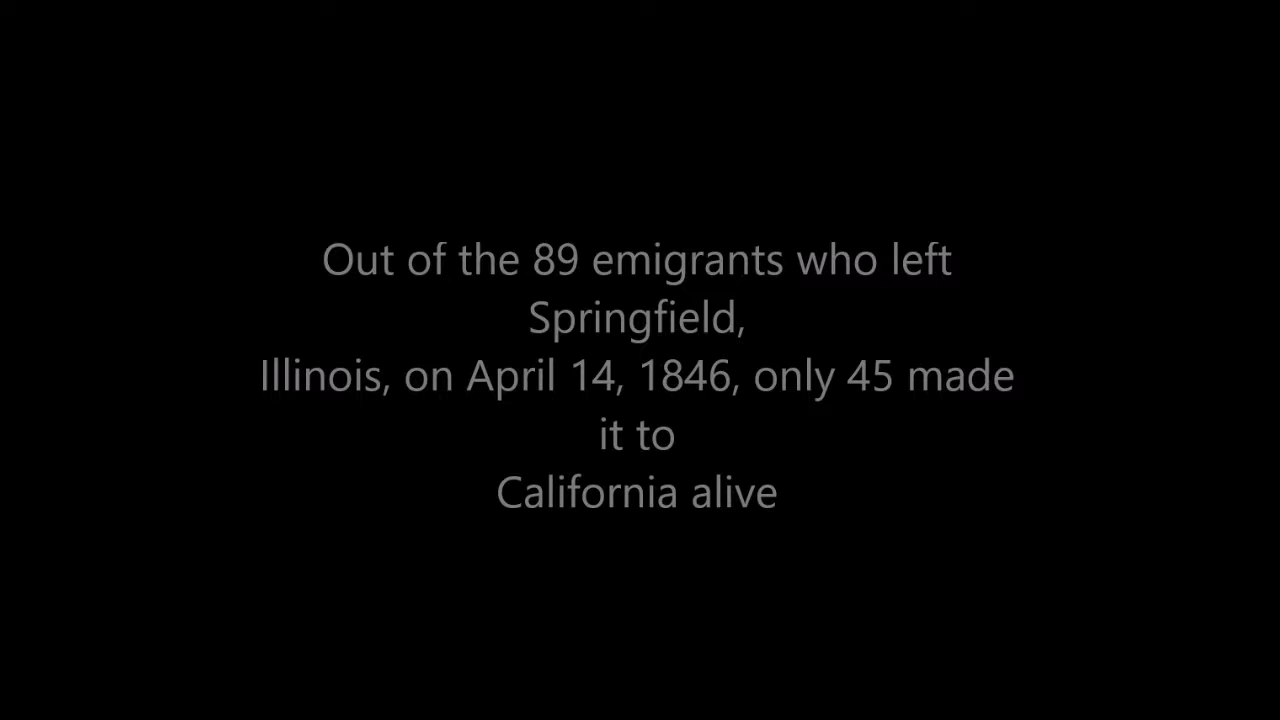 Out of the 89 emigrants who left
Springfield,
Illinois, on April 14, 1846, only 45 made
it to
California alive